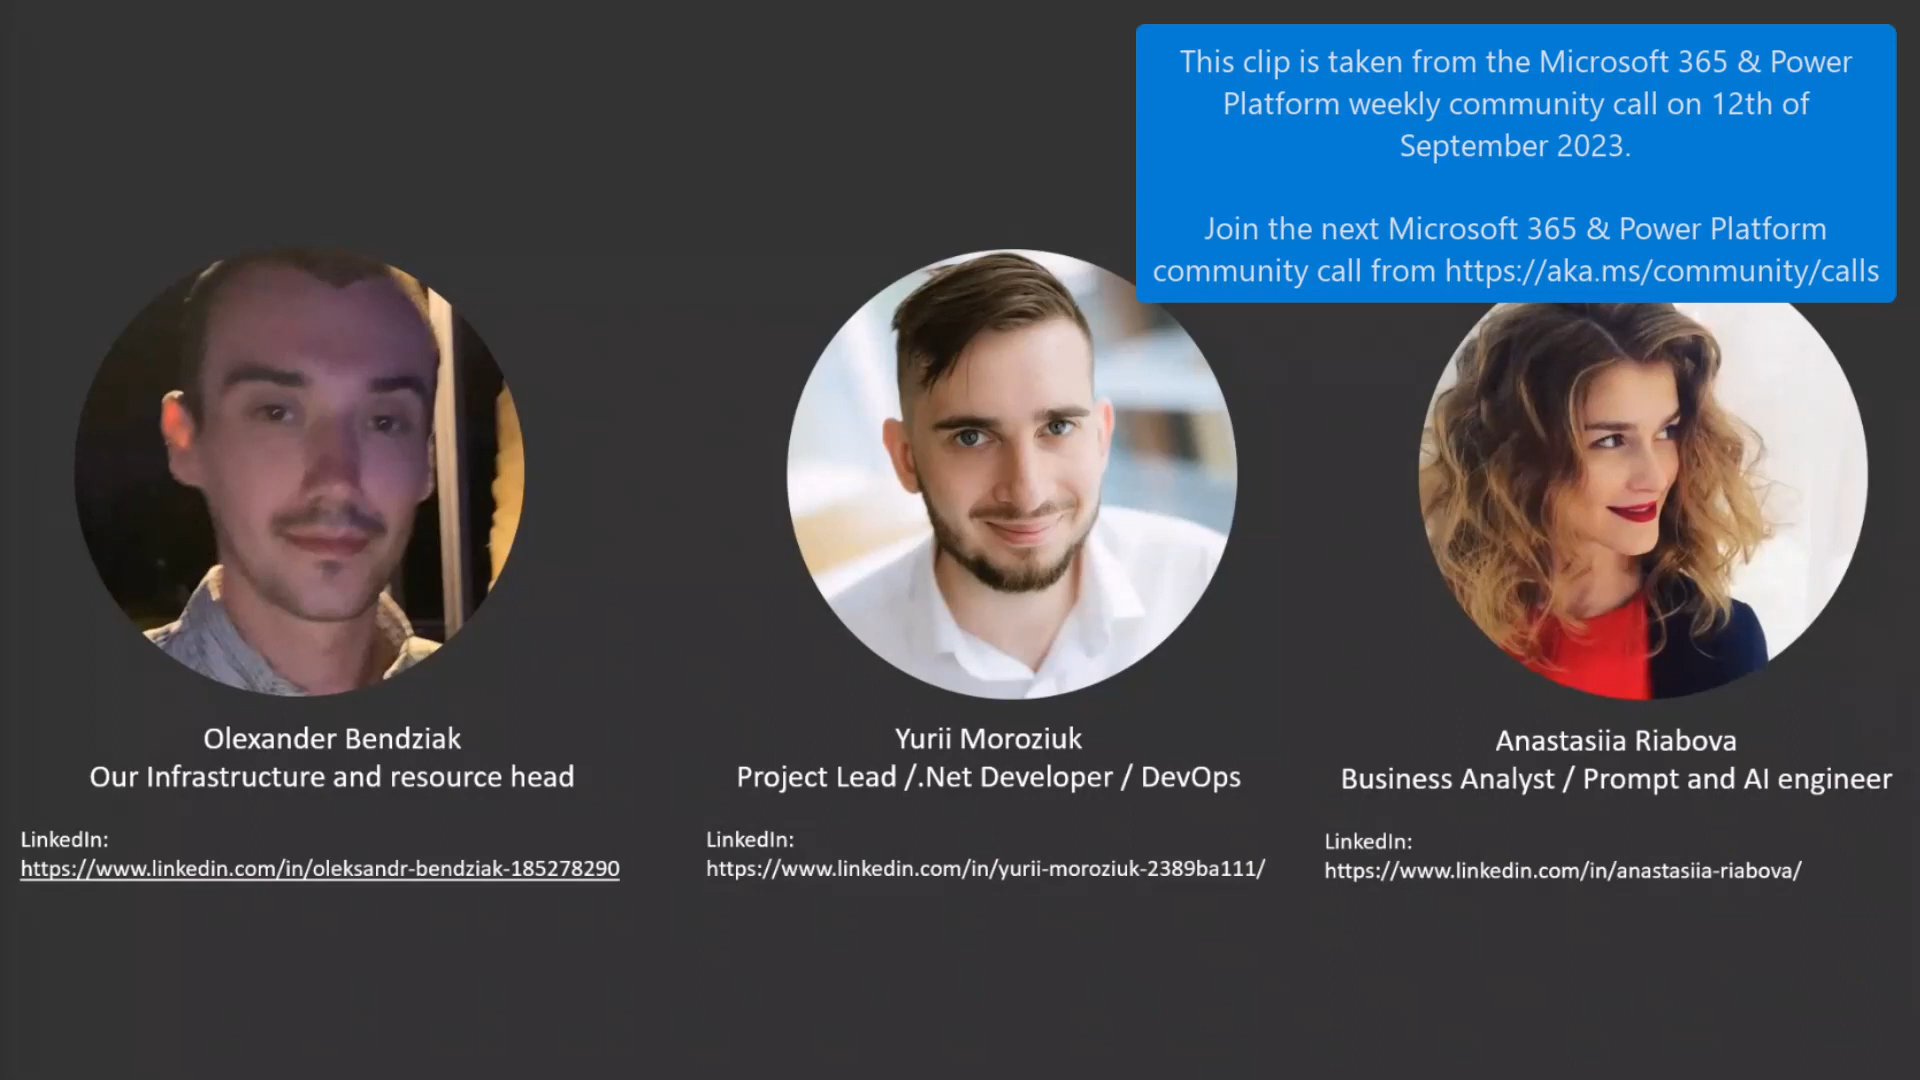 This clip is taken from the Microsoft 365 & Power
Platform weekly community call on 12th of
September 2023.
Join the next Microsoft 365 & Power Platform
community call from https://aka.ms/community/calls
Olexander Bendziak
Our Infrastructure and resource head
LinkedIn:
https://www.linkedin.com/in/oleksandr-bendziak-185278290
Yurii Moroziuk
Project Lead /.Net Developer / DevOps
LinkedIn:
https://www.linkedin.com/in/yurii-moroziuk-2389ba111/
Anastasiia Riabova
Business Analyst / Prompt and AI engineer
LinkedIn:
https://www.linkedin.com/in/anastasiia-riabova/